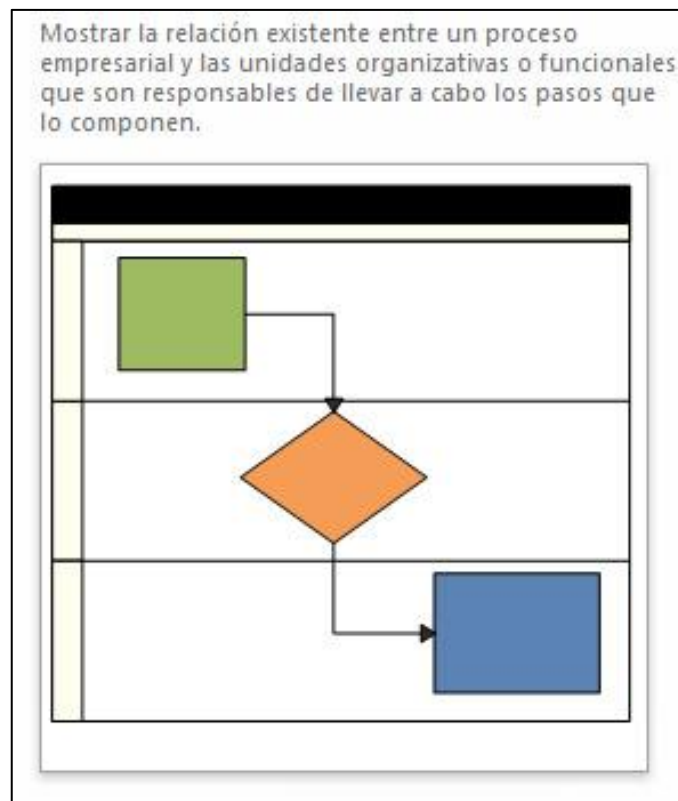 Mostrar la relación existente entre un proceso
empresarial y las unidades organizativas o funcionales
que son responsables de llevar a cabo los pasos que
lo componen.